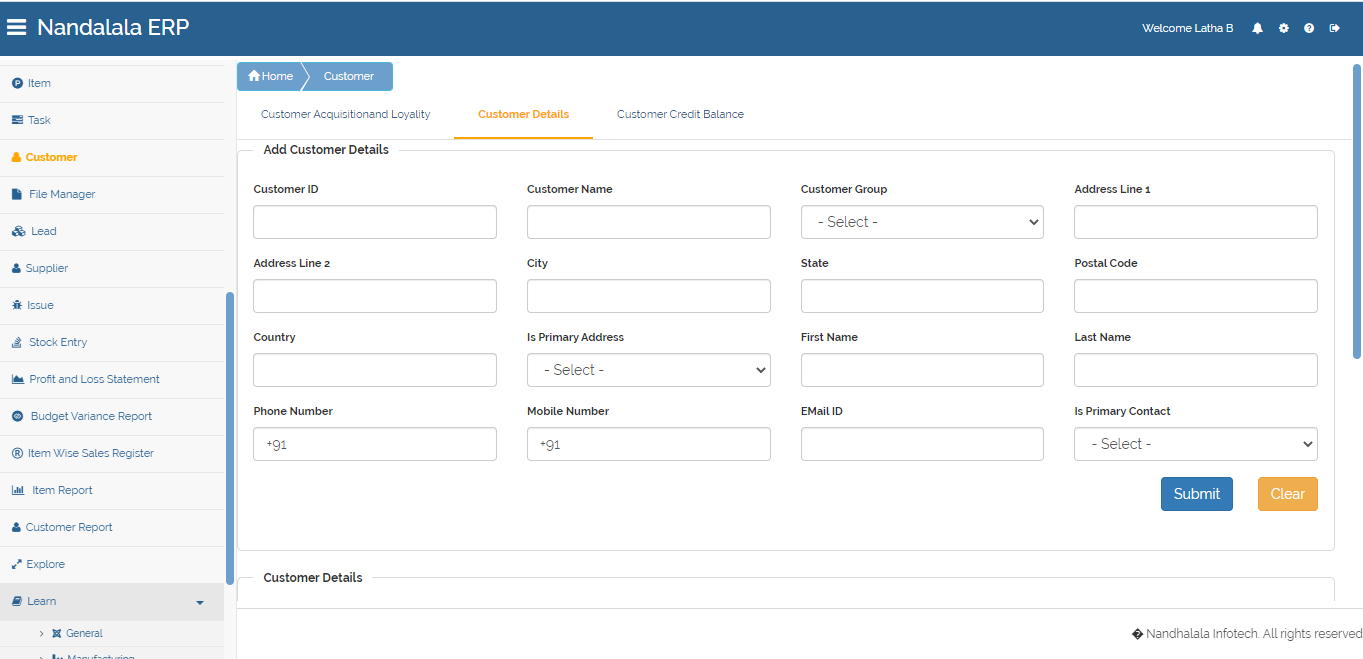 Nandalala ERP
Welcome Latha B
Item
Task
Customer
File Manager
Lead
Supplier
Issue
Stock Entry
Profit and Loss Statement
Budget Variance Report
Item Wise Sales Register
Item Report
Customer Report
Explore
Learn
General
Manufacturing
Home Customer
Customer Acquisitionand Loyality Customer Details Customer Credit Balance
Add Customer Details
Customer ID Customer Name Customer Group Address Line 1
- Select -
Address Line 2 City State Postal Code
Country Is Primary Address First Name Last Name
- Select -
Phone Number Mobile Number EMail ID Is Primary Contact
+91 +91 - Select -
Submit Clear
Customer Details
� Nandhalala Infotech. All rights reserved